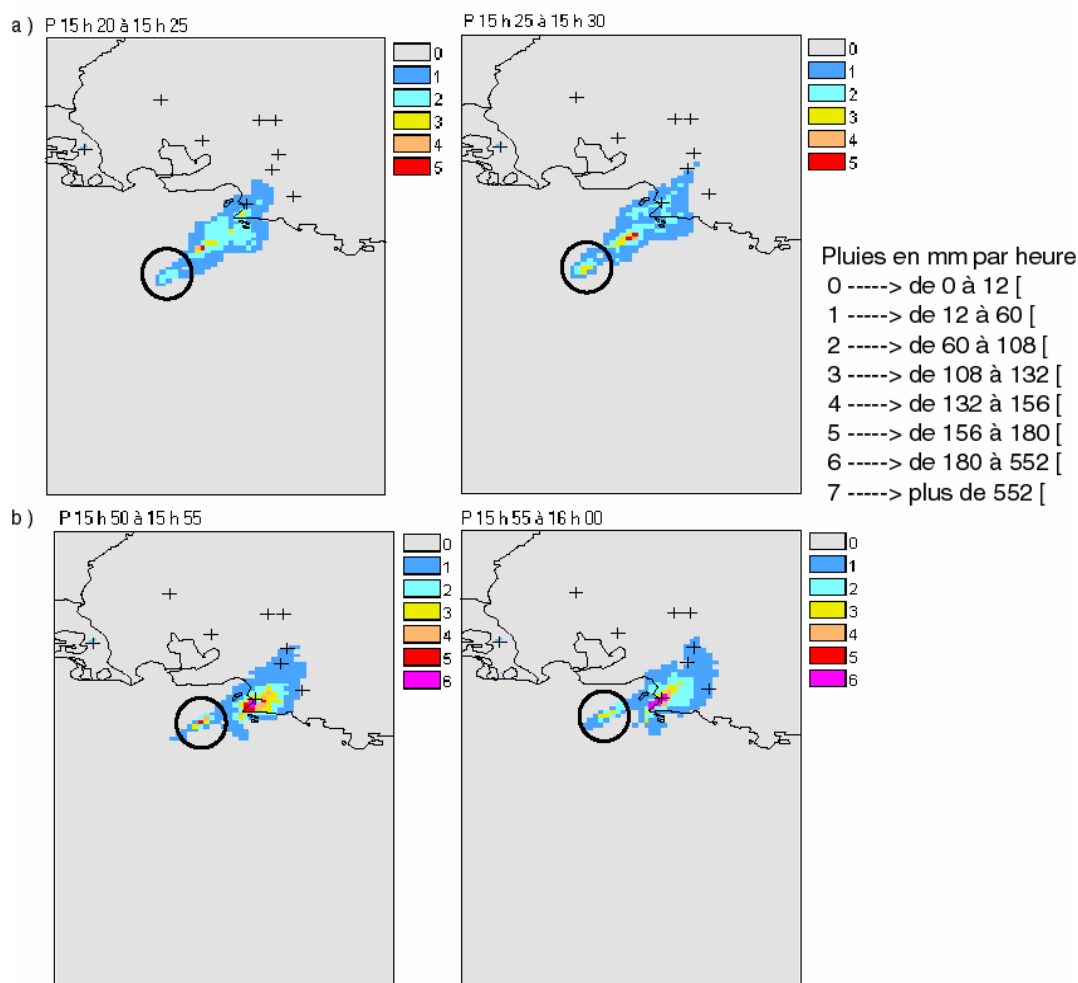 a ) P 15 h 20 à 15 h 25
P 15 h 25 à 15 h 30
0
1
2
3
4
5
0
1
2
3
4
5
Pluies en mm par heure
0 -----> de 0 à 12 [
1 -----> de 12 à 60 [
2 -----> de 60 à 108 [
3 -----> de 108 à 132 [
4 -----> de 132 à 156 [
5 -----> de 156 à 180 [
6 -----> de 180 à 552 [
7 -----> plus de 552 [
b ) P 15 h 50 à 15 h 55
P 15 h 55 à 16 h 00
0
1
2
3
4
5
6
0
1
2
3
4
5
6